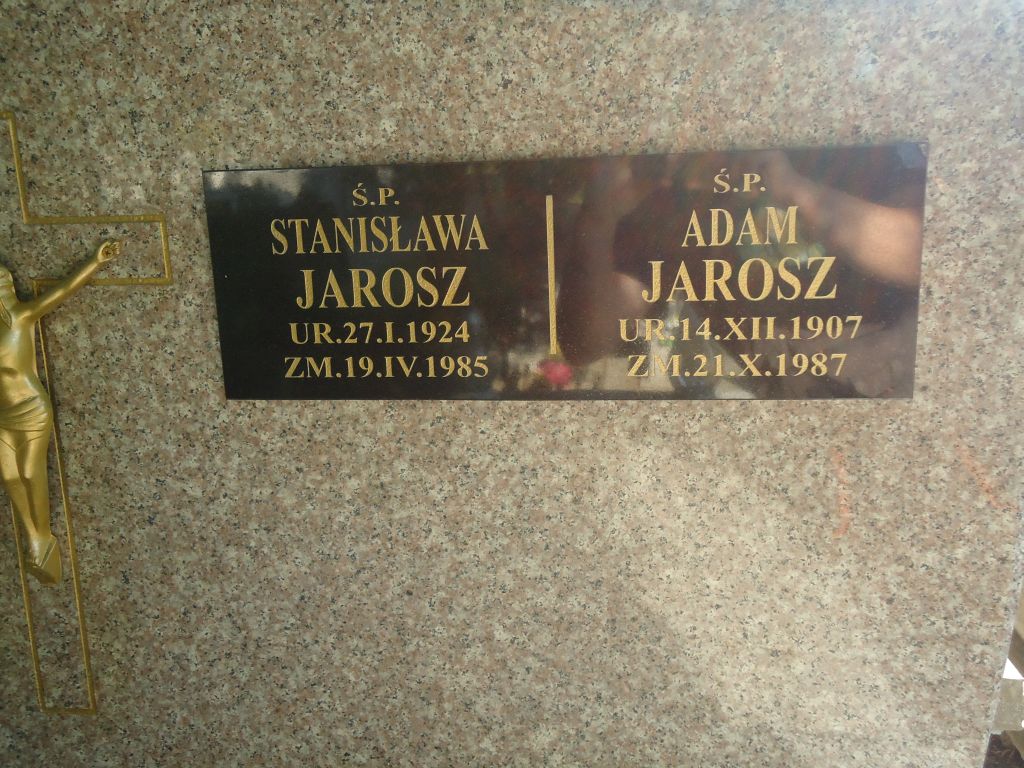 Ś.P.
STANISŁAWA
JAROSZ
UR.27.I.1924
ZM.19.IV.1985
Ś.P.
ADAM
JAROSZ
UR.14.XII.1907
ZM.21.X.1987